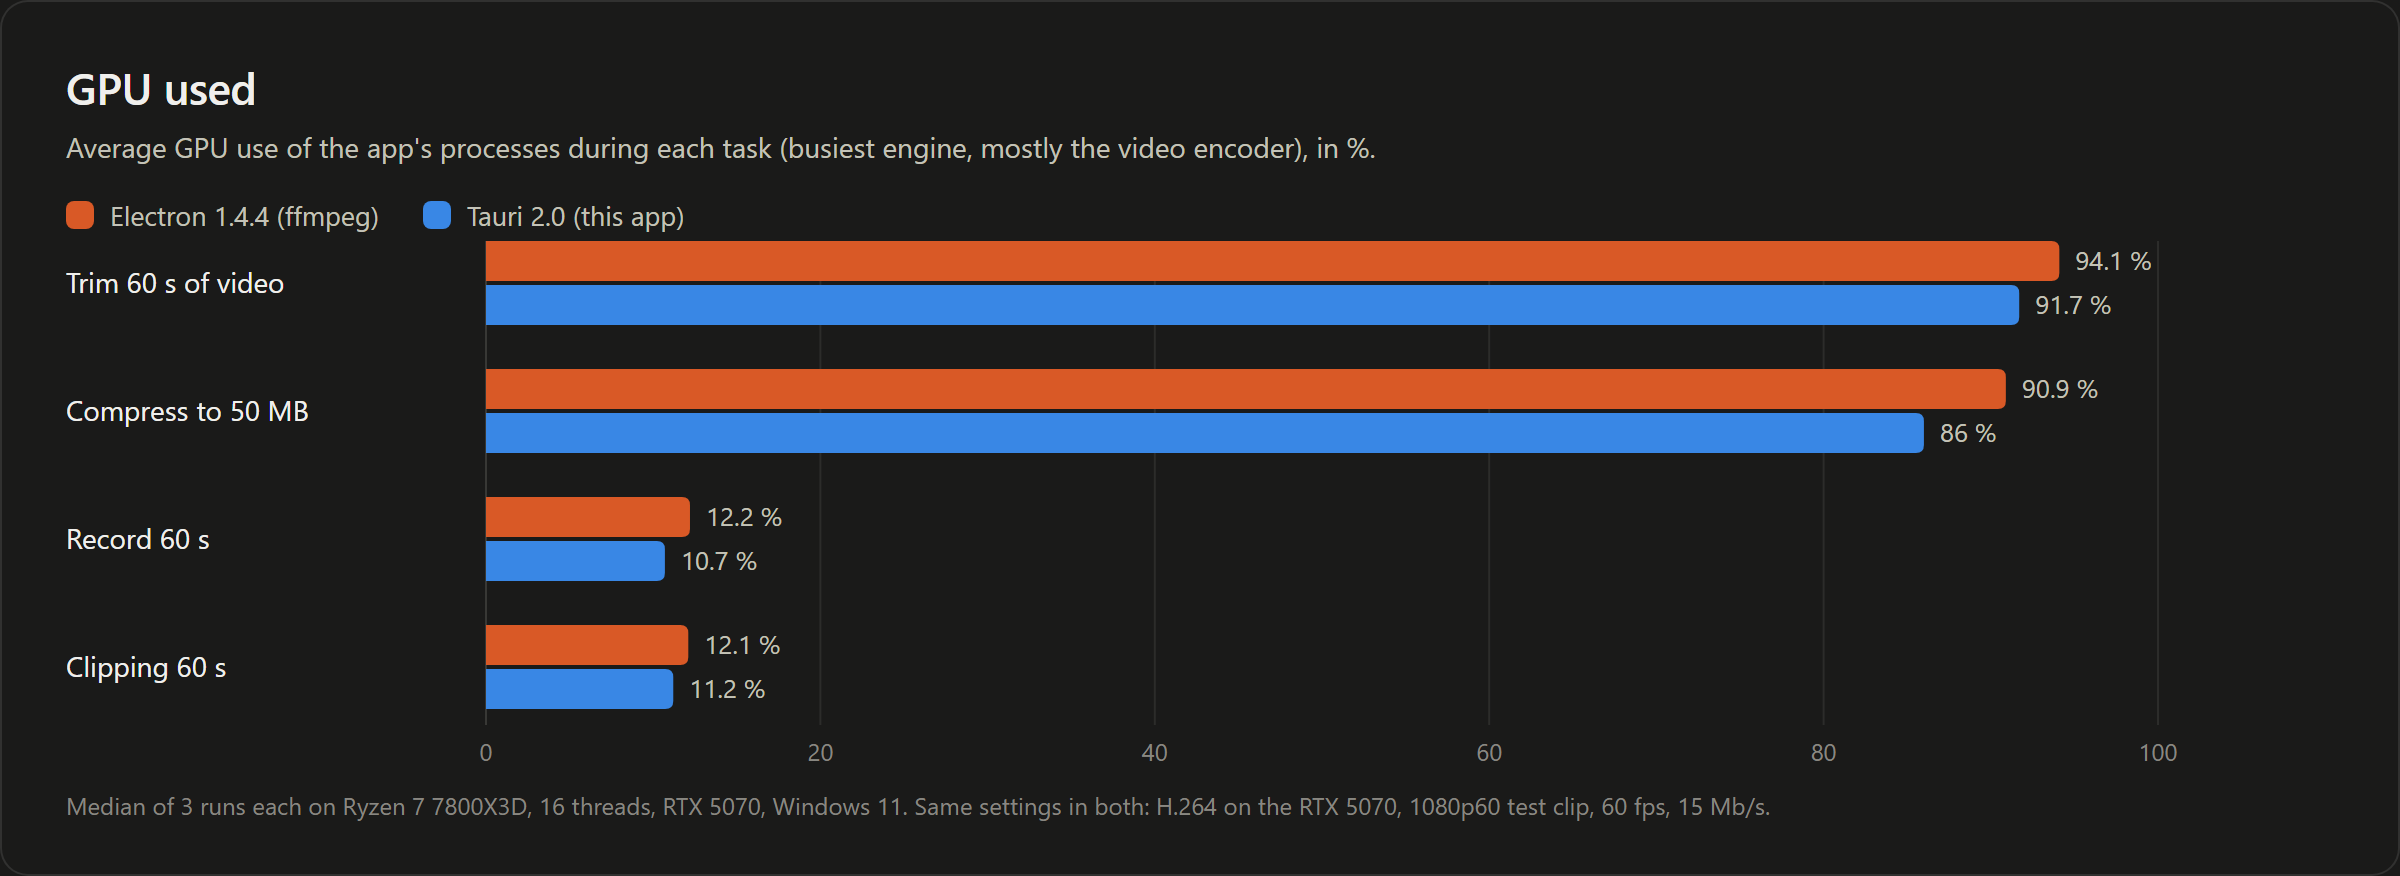 GPU used
Average GPU use of the app's processes during each task (busiest engine, mostly the video encoder), in %.
Electron 1.4.4 (ffmpeg) Tauri 2.0 (this app)
Trim 60 s of video
94.1 %
91.7 %
Compress to 50 MB
90.9 %
86 %
Record 60 s
12.2 %
10.7 %
Clipping 60 s
12.1 %
11.2 %
0 20 40 60 80 100
Median of 3 runs each on Ryzen 7 7800X3D, 16 threads, RTX 5070, Windows 11. Same settings in both: H.264 on the RTX 5070, 1080p60 test clip, 60 fps, 15 Mb/s.